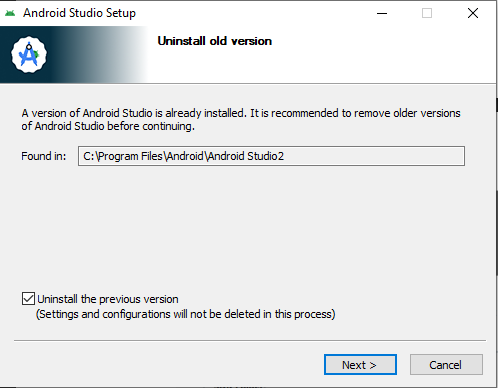 Android Studio Setup
Uninstall old version
A version of Android Studio is already installed. It is recommended to remove older versions
of Android Studio before continuing.
Found in: C:\Program Files\Android\Android Studio2
Uninstall the previous version
(Settings and configurations will not be deleted in this process)
Next > Cancel